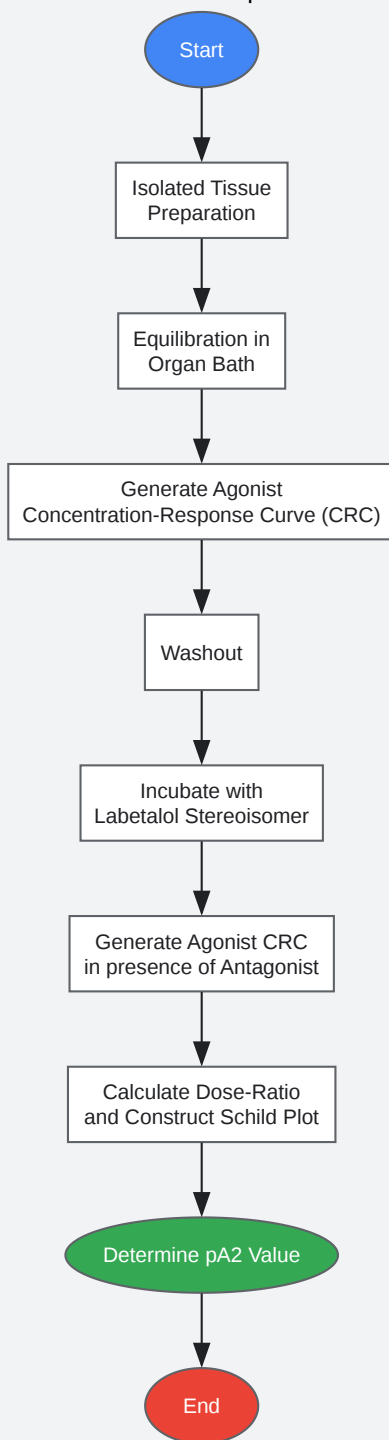 Start
Isolated Tissue
Preparation
Equilibration in
Organ Bath
Generate Agonist
Concentration-Response Curve (CRC)
Washout
Incubate with
Labetalol Stereoisomer
Generate Agonist CRC
in presence of Antagonist
Calculate Dose-Ratio
and Construct Schild Plot
Determine pA2 Value
End